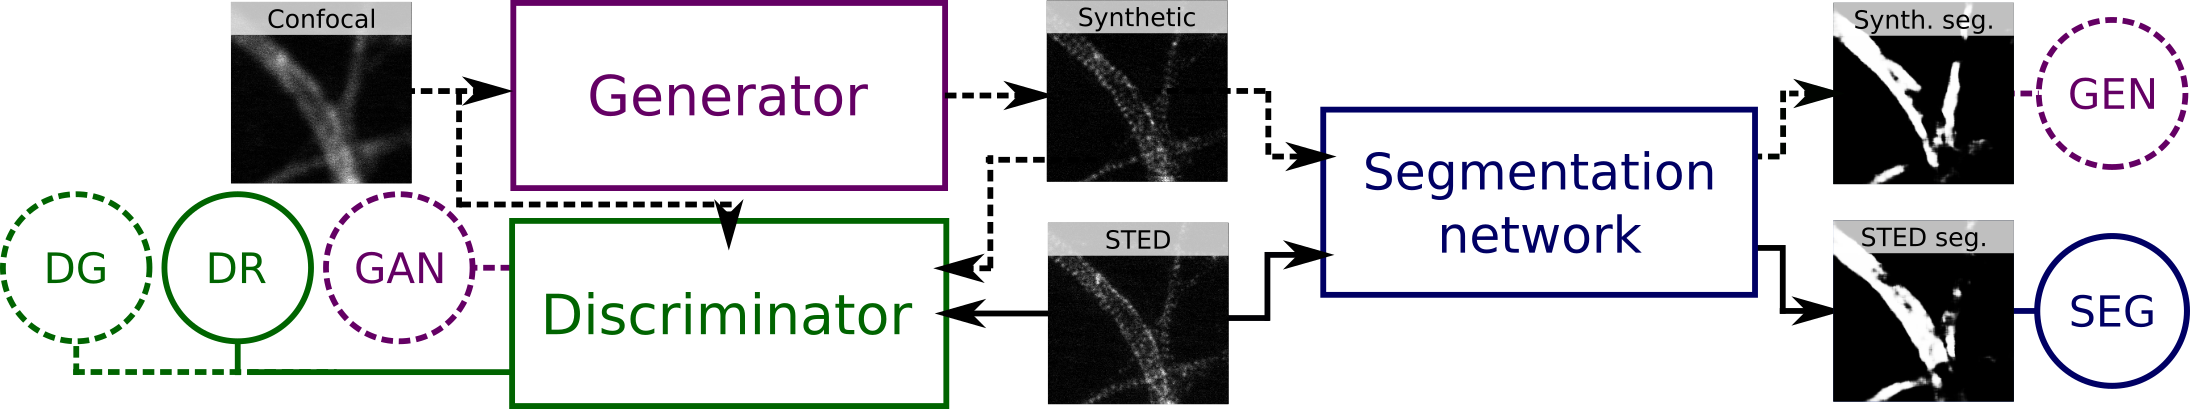 Confocal
Generator
Synthetic
Synth. seg.
GEN
Segmentation
network
DG
DR
GAN
Discriminator
STED
STED seg.
SEG